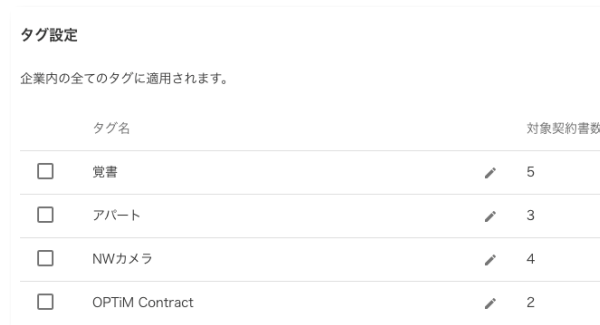 タグ設定
企業内の全てのタグに適用されます。
タグ名 対象契約書数
覚書 5
アパート 3
NWカメラ 4
OPTiM Contract 2